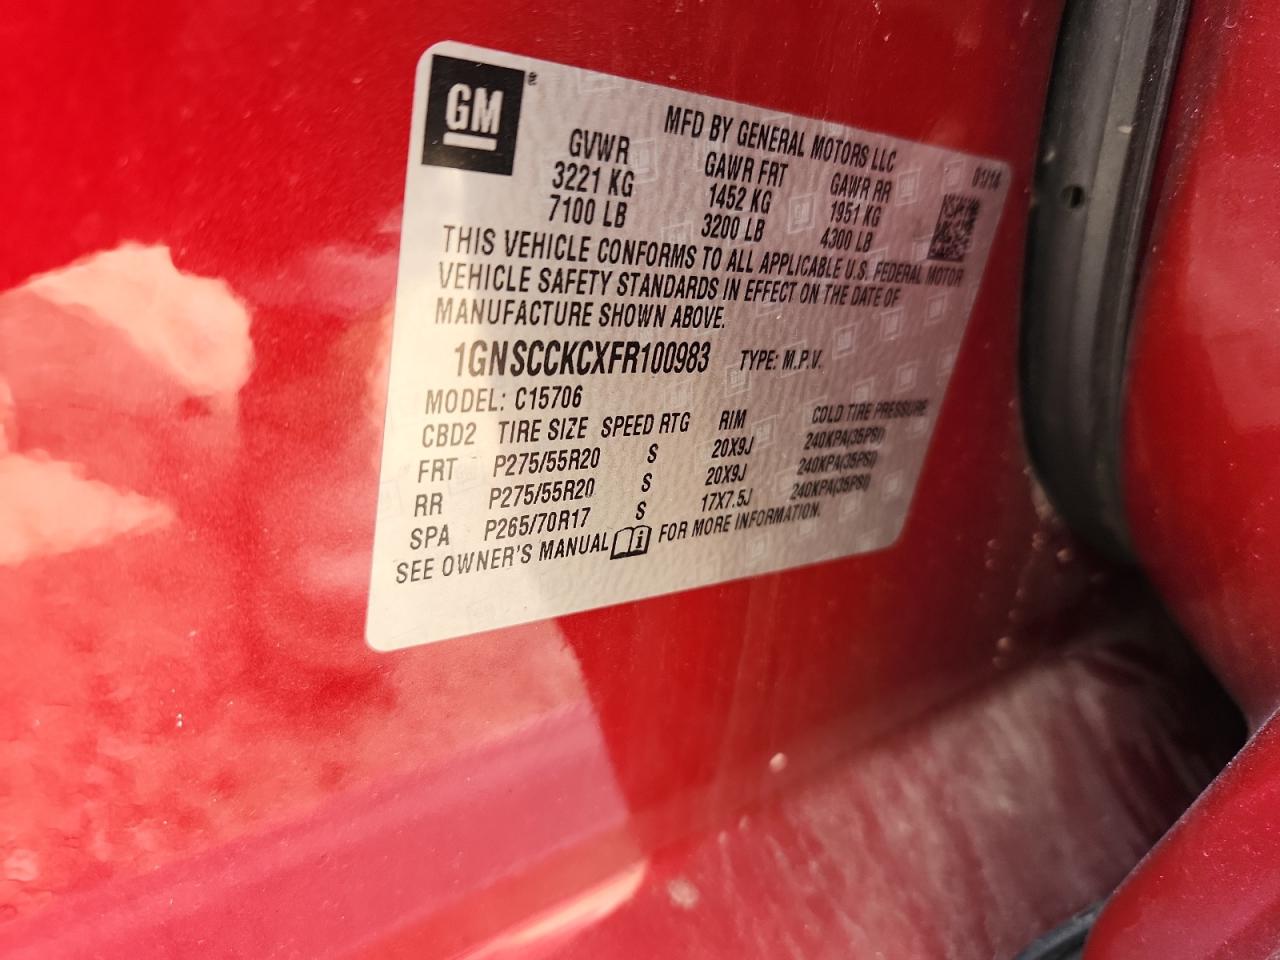 GM®
MFD BY GENERAL MOTORS LLC 01/14
GVWR GAWR FRT GAWR RR
3221 KG 1452 KG 1951 KG
7100 LB 3200 LB 4300 LB
THIS VEHICLE CONFORMS TO ALL APPLICABLE U.S. FEDERAL MOTOR
VEHICLE SAFETY STANDARDS IN EFFECT ON THE DATE OF
MANUFACTURE SHOWN ABOVE.
1GNSCCKCXFR100983 TYPE: M.P.V.
MODEL: C15706
CBD2 TIRE SIZE SPEED RTG RIM COLD TIRE PRESSURE
FRT P275/55R20 S 20X9J 240KPA(35PSI)
RR P275/55R20 S 20X9J 240KPA(35PSI)
SPA P265/70R17 S 17X7.5J 240KPA(35PSI)
SEE OWNER'S MANUAL FOR MORE INFORMATION.